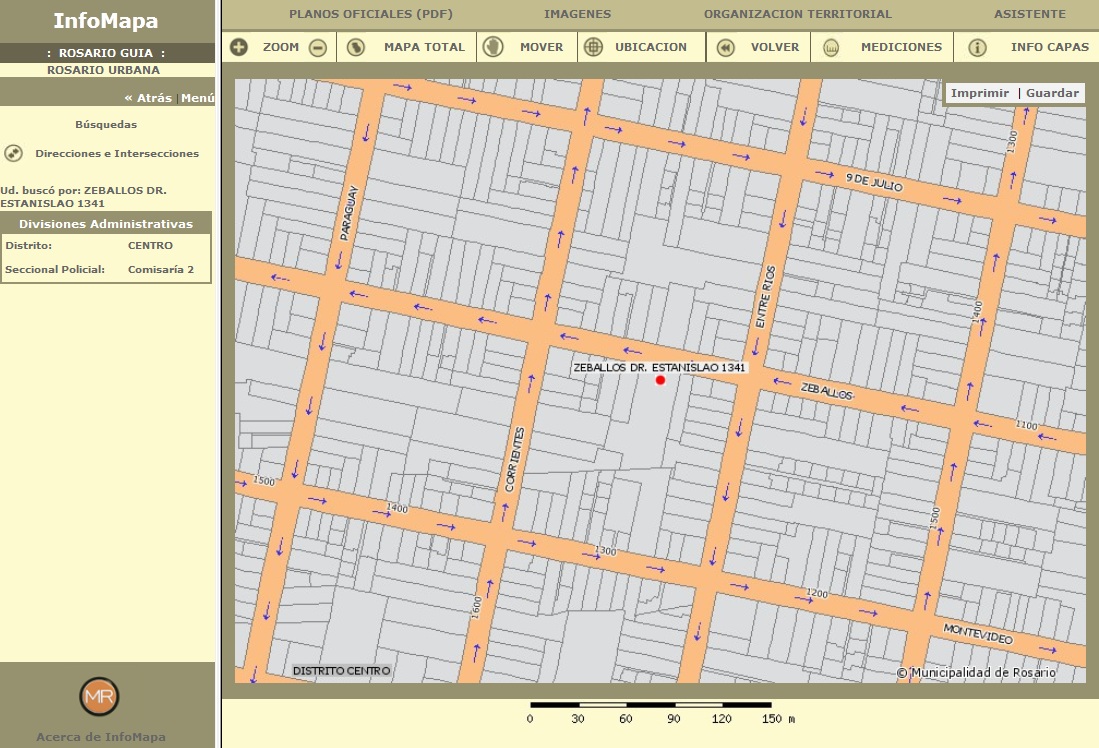 InfoMapa
: ROSARIO GUIA :
ROSARIO URBANA
« Atrás | Menú
Búsquedas
Direcciones e Intersecciones
Ud. buscó por: ZEBALLOS DR.
ESTANISLAO 1341
Divisiones Administrativas
Distrito: CENTRO
Seccional Policial: Comisaría 2
MR
Acerca de InfoMapa
PLANOS OFICIALES (PDF) IMAGENES ORGANIZACION TERRITORIAL ASISTENTE
ZOOM MAPA TOTAL MOVER UBICACION VOLVER MEDICIONES INFO CAPAS
Imprimir | Guardar
1300
9 DE JULIO
PARAGUAY
ENTRE RIOS
1400
ZEBALLOS DR. ESTANISLAO 1341
ZEBALLOS
1100
CORRIENTES
1500
1400
1500
1300
1200
1600
MONTEVIDEO
DISTRITO CENTRO
© Municipalidad de Rosario
0 30 60 90 120 150 m